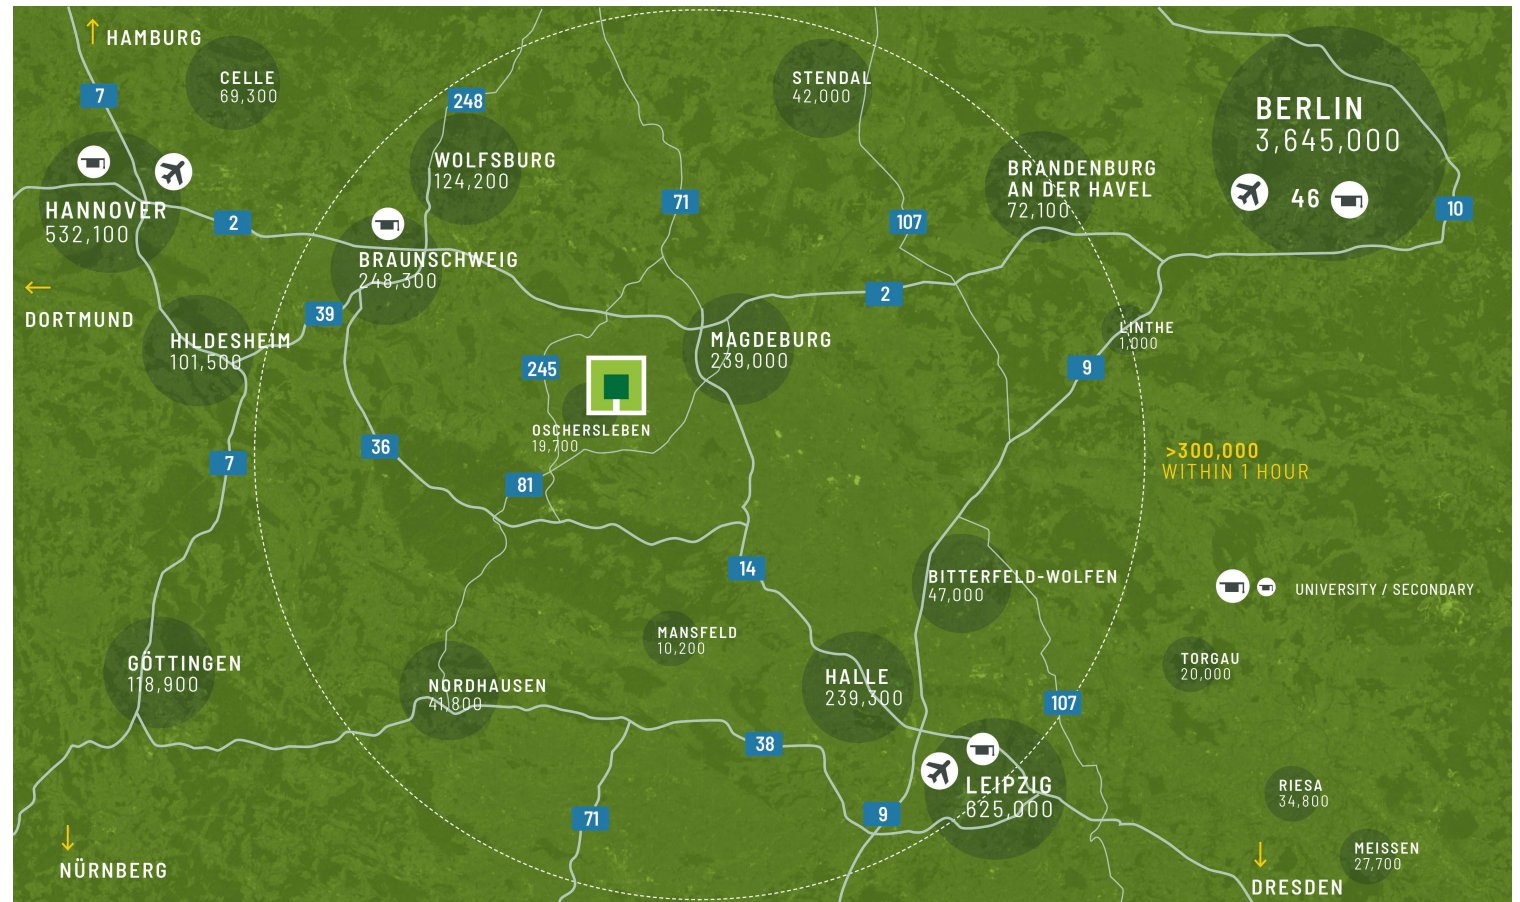 HAMBURG
CELLE
69,300
STENDAL
42,000
7
248
BERLIN
3,645,000
WOLFSBURG
124,200
BRANDENBURG
AN DER HAVEL
72,100
46
71
107
10
HANNOVER
532,100
2
BRAUNSCHWEIG
248,300
DORTMUND
39
2
HILDESHEIM
101,500
MAGDEBURG
239,000
LINTHE
1,000
245
9
OSCHERSLEBEN
19,700
36
7
81
>300,000
WITHIN 1 HOUR
14
BITTERFELD-WOLFEN
47,000
UNIVERSITY / SECONDARY
MANSFELD
10,200
GÖTTINGEN
118,900
NORDHAUSEN
41,800
HALLE
239,300
TORGAU
20,000
107
38
LEIPZIG
625,000
RIESA
34,800
71
9
MEISSEN
27,700
NÜRNBERG
DRESDEN